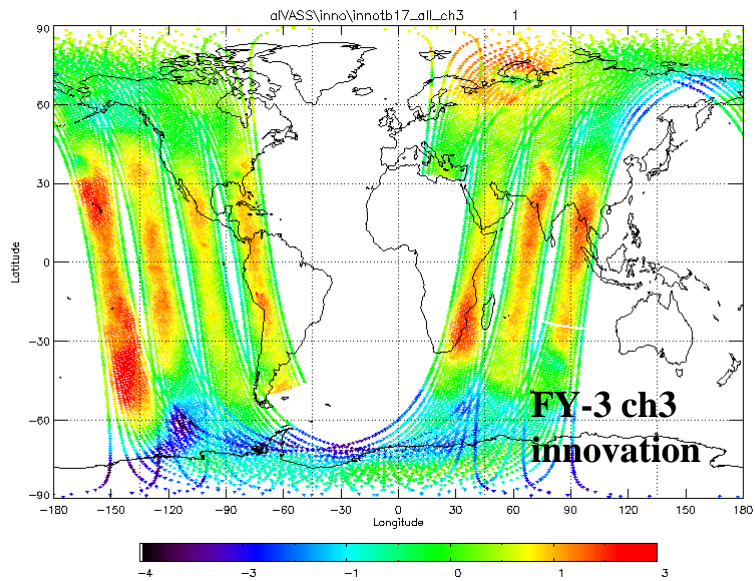 aIVASS\inno\innotb17_all_ch3 1
90
60
30
0
-30
-60
-90
Latitude
FY-3 ch3
innovation
-180 -150 -120 -90 -60 -30 0 30 60 90 120 150 180
Longitude
-4 -3 -1 0 1 3